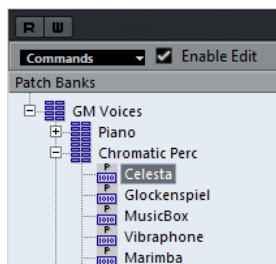 R W
Commands Enable Edit
Patch Banks
GM Voices
Piano
Chromatic Perc
P Celesta
P Glockenspiel
P MusicBox
P Vibraphone
P Marimba